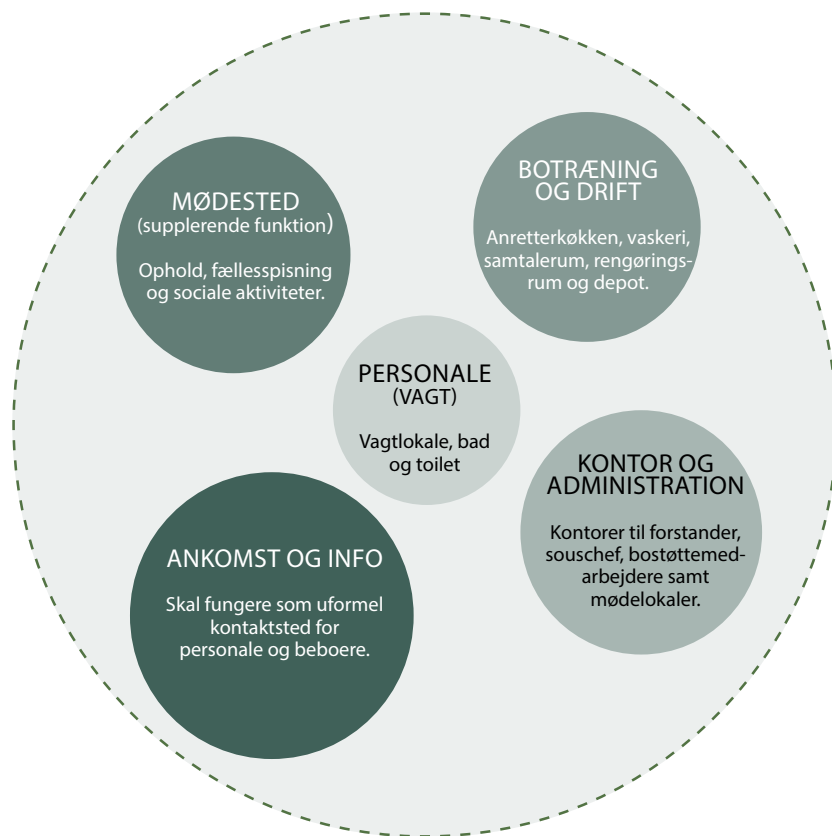 MØDESTED
(supplerende funktion)
Ophold, fællesspisning
og sociale aktiviteter.
BOTRÆNING
OG DRIFT
Anretterkøkken, vaskeri,
samtalerum, rengørings-
rum og depot.
PERSONALE
(VAGT)
Vagtlokale, bad
og toilet
KONTOR OG
ADMINISTRATION
Kontorer til forstander,
souschef, bostøttemed-
arbejdere samt
mødelokaler.
ANKOMST OG INFO
Skal fungere som uformel
kontaktsted for
personale og beboere.